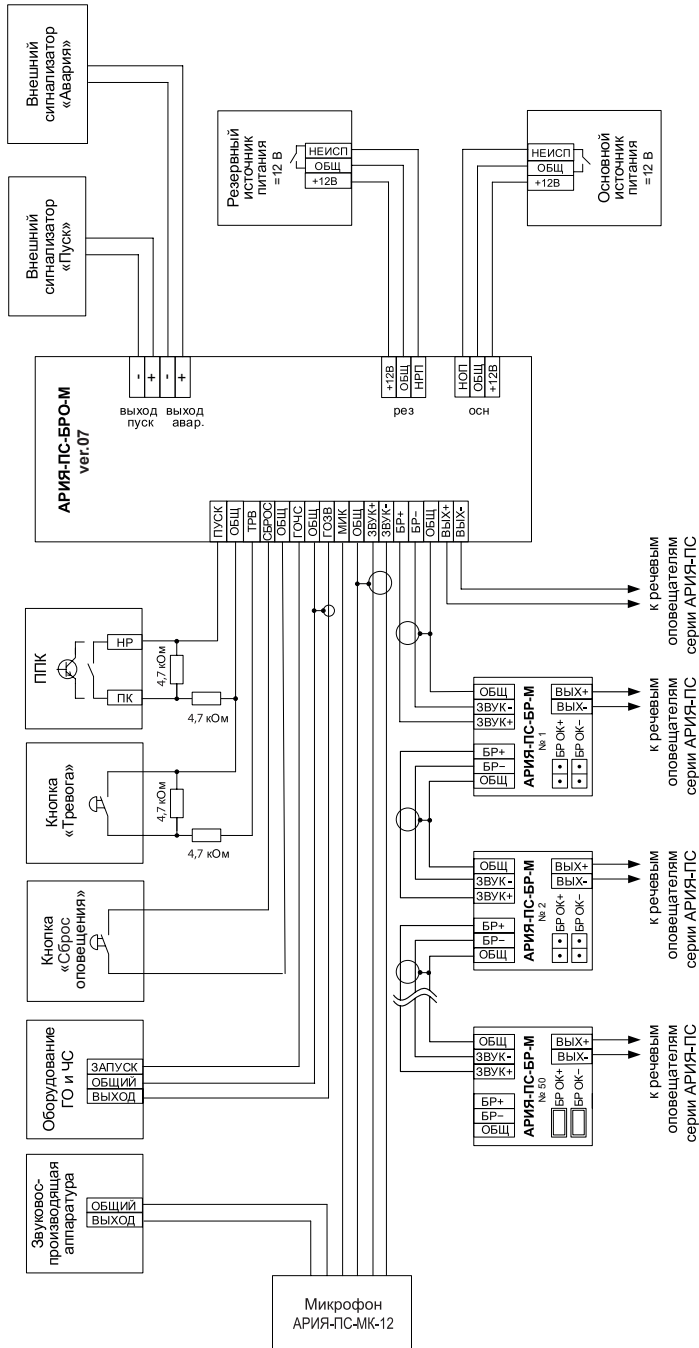 Внешний
сигнализатор
«Авария»
Внешний
сигнализатор
«Пуск»
Резервный
источник
питания
=12 В
НЕИСП
ОБЩ
+12В
Основной
источник
питания
=12 В
НЕИСП
ОБЩ
+12В
АРИЯ-ПС-БРО-М
ver.07
-
+
-
+
выход
пуск
выход
авар.
+12В
ОБЩ
НРП
рез
НОП
ОБЩ
+12В
осн
ПУСК
ОБЩ
ТРВ
СБРОС
ОБЩ
ГОЧС
ОБЩ
ГОЗВ
МИК
ОБЩ
ЗВУК+
ЗВУК-
БР+
БР–
ОБЩ
ВЫХ+
ВЫХ-
ППК
НР
ПК
4,7 кОм
4,7 кОм
Кнопка
«Тревога»
4,7 кОм
4,7 кОм
Кнопка
«Сброс
оповещения»
Оборудование
ГО и ЧС
ЗАПУСК
ОБЩИЙ
ВЫХОД
Звуковос-
производящая
аппаратура
ОБЩИЙ
ВЫХОД
Микрофон
АРИЯ-ПС-МК-12
к речевым
оповещателям
серии АРИЯ-ПС
ОБЩ
ЗВУК-
ЗВУК+
БР+
БР–
ОБЩ
АРИЯ-ПС-БР-М
№ 1
ВЫХ+
ВЫХ-
БР ОК+
БР ОК–
к речевым
оповещателям
серии АРИЯ-ПС
ОБЩ
ЗВУК-
ЗВУК+
БР+
БР–
ОБЩ
АРИЯ-ПС-БР-М
№ 2
ВЫХ+
ВЫХ-
БР ОК+
БР ОК–
к речевым
оповещателям
серии АРИЯ-ПС
ОБЩ
ЗВУК-
ЗВУК+
БР+
БР–
ОБЩ
АРИЯ-ПС-БР-М
№ 50
ВЫХ+
ВЫХ-
БР ОК+
БР ОК–
к речевым
оповещателям
серии АРИЯ-ПС